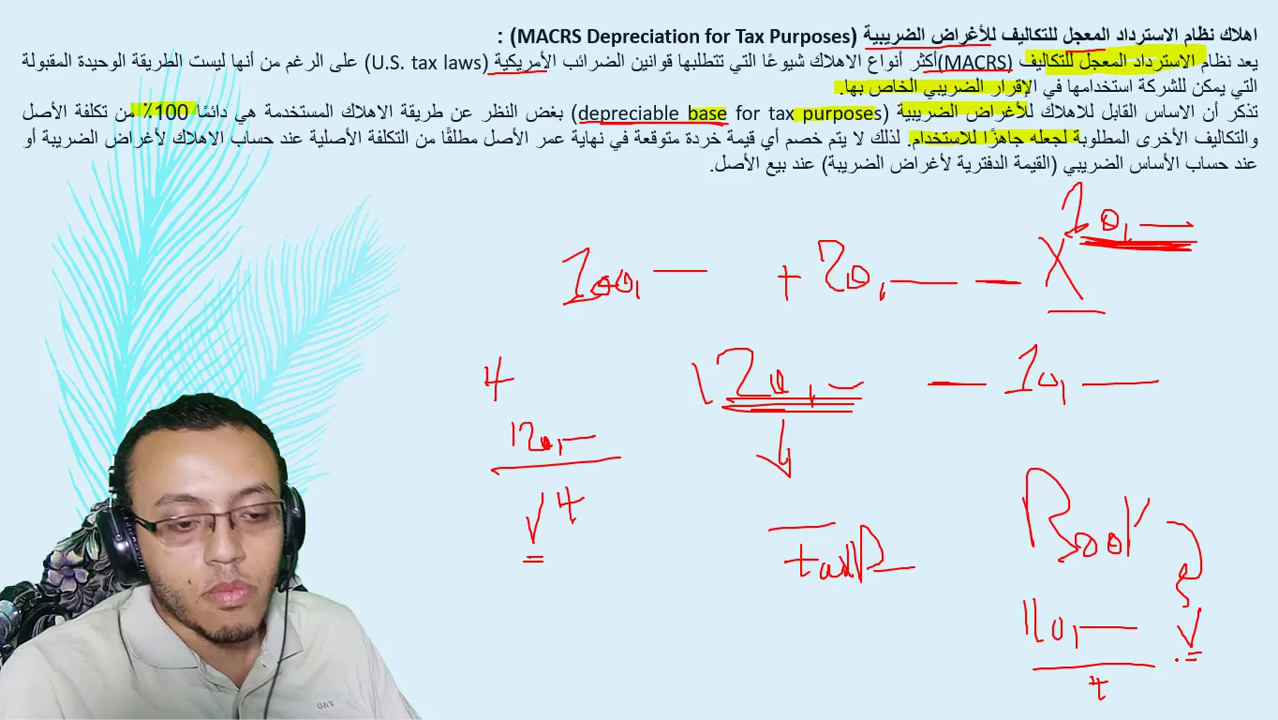 اهلاك نظام الاسترداد المعجل للتكاليف للأغراض الضريبية (MACRS Depreciation for Tax Purposes) :
يعد نظام الاسترداد المعجل للتكاليف (MACRS)أكثر أنواع الاهلاك شيوعًا التي تتطلبها قوانين الضرائب الأمريكية (U.S. tax laws) على الرغم من أنها ليست الطريقة الوحيدة المقبولة
التي يمكن للشركة استخدامها في الإقرار الضريبي الخاص بها.
تذكر أن الاساس القابل للاهلاك للأغراض الضريبية (depreciable base for tax purposes) بغض النظر عن طريقة الاهلاك المستخدمة هي دائمًا 100٪ من تكلفة الأصل
والتكاليف الأخرى المطلوبة لجعله جاهزًا للاستخدام. لذلك لا يتم خصم أي قيمة خردة متوقعة في نهاية عمر الأصل مطلقًا من التكلفة الأصلية عند حساب الاهلاك لأغراض الضريبة أو
عند حساب الأساس الضريبي (القيمة الدفترية لأغراض الضريبة) عند بيع الأصل.
20,—
100,— + 20,— — X
4 120,— — 10,—
120,—
4
Book
110,—
4